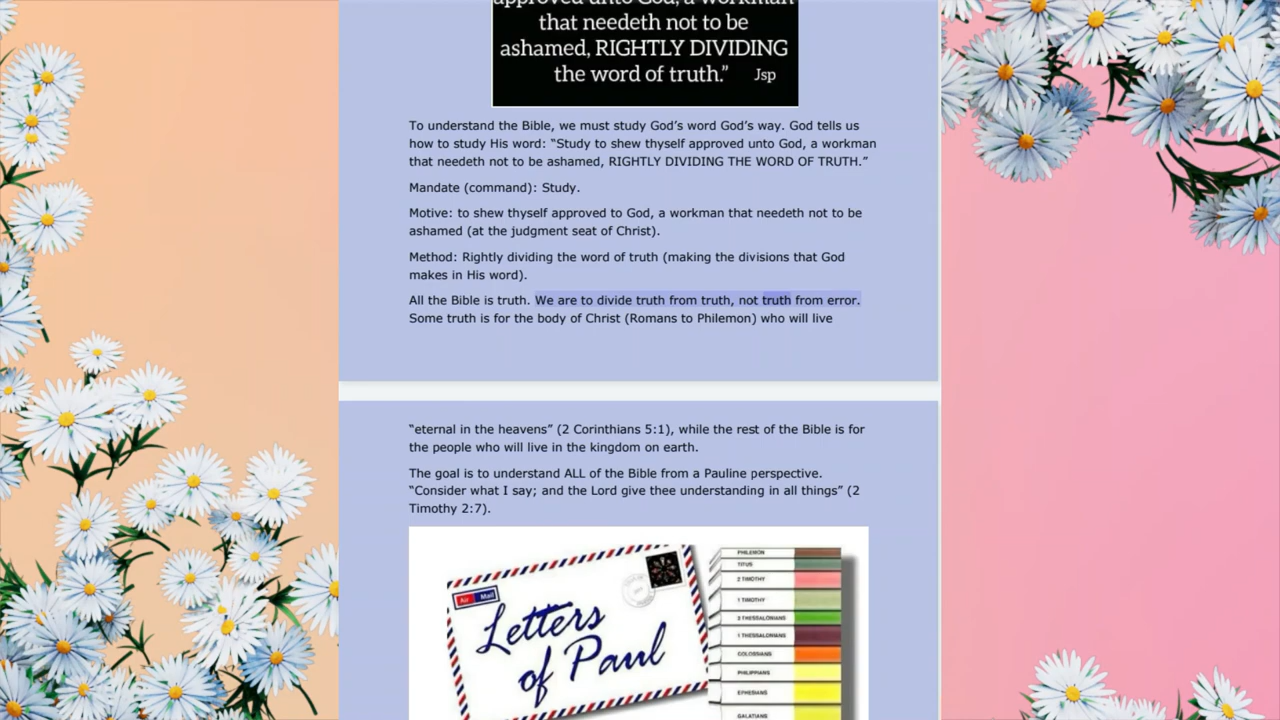 approved unto God, a workman
that needeth not to be
ashamed, RIGHTLY DIVIDING
the word of truth.” Jsp
To understand the Bible, we must study God’s word God’s way. God tells us
how to study His word: “Study to shew thyself approved unto God, a workman
that needeth not to be ashamed, RIGHTLY DIVIDING THE WORD OF TRUTH.”
Mandate (command): Study.
Motive: to shew thyself approved to God, a workman that needeth not to be
ashamed (at the judgment seat of Christ).
Method: Rightly dividing the word of truth (making the divisions that God
makes in His word).
All the Bible is truth. We are to divide truth from truth, not truth from error.
Some truth is for the body of Christ (Romans to Philemon) who will live
“eternal in the heavens” (2 Corinthians 5:1), while the rest of the Bible is for
the people who will live in the kingdom on earth.
The goal is to understand ALL of the Bible from a Pauline perspective.
“Consider what I say; and the Lord give thee understanding in all things” (2
Timothy 2:7).
Air Mail
Letters
of Paul
PHILEMON
TITUS
2 TIMOTHY
1 TIMOTHY
2 THESSALONIANS
1 THESSALONIANS
COLOSSIANS
PHILIPPIANS
EPHESIANS
GALATIANS